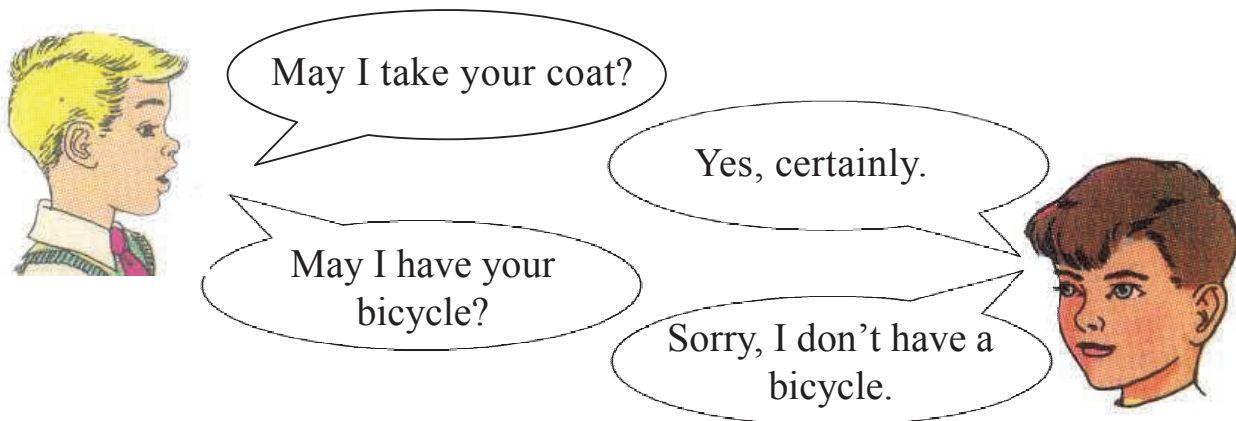 May I take your coat?
Yes, certainly.
May I have your
bicycle?
Sorry, I don’t have a
bicycle.